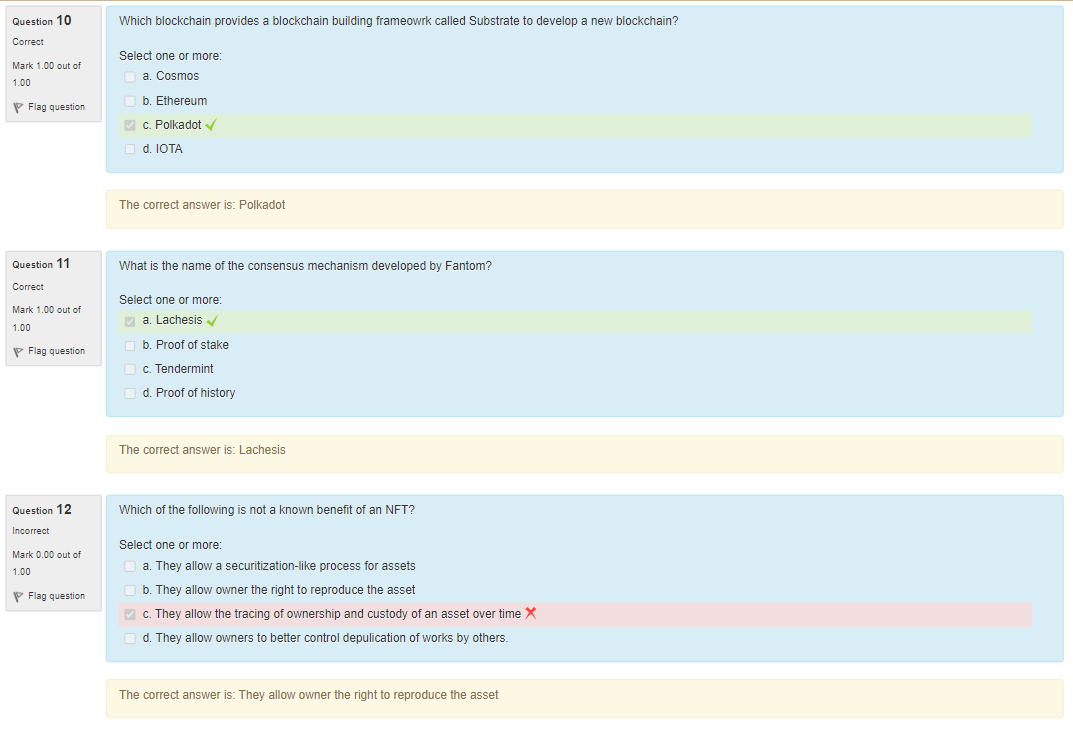 Question 10
Correct
Mark 1.00 out of
1.00
Flag question
Which blockchain provides a blockchain building frameowrk called Substrate to develop a new blockchain?
Select one or more:
a. Cosmos
b. Ethereum
c. Polkadot
d. IOTA
The correct answer is: Polkadot
Question 11
Correct
Mark 1.00 out of
1.00
Flag question
What is the name of the consensus mechanism developed by Fantom?
Select one or more:
a. Lachesis
b. Proof of stake
c. Tendermint
d. Proof of history
The correct answer is: Lachesis
Question 12
Incorrect
Mark 0.00 out of
1.00
Flag question
Which of the following is not a known benefit of an NFT?
Select one or more:
a. They allow a securitization-like process for assets
b. They allow owner the right to reproduce the asset
c. They allow the tracing of ownership and custody of an asset over time
d. They allow owners to better control depulication of works by others.
The correct answer is: They allow owner the right to reproduce the asset